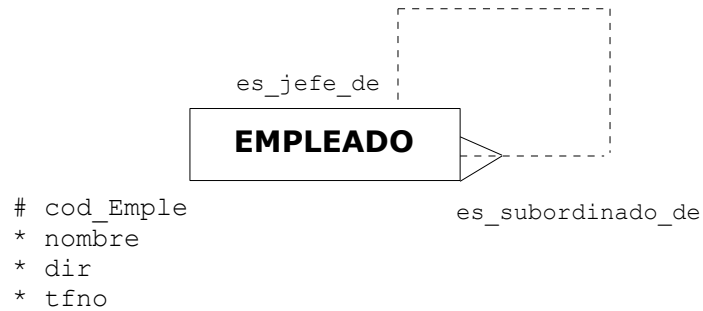 es_jefe_de
EMPLEADO
# cod_Emple
* nombre
* dir
* tfno
es_subordinado_de